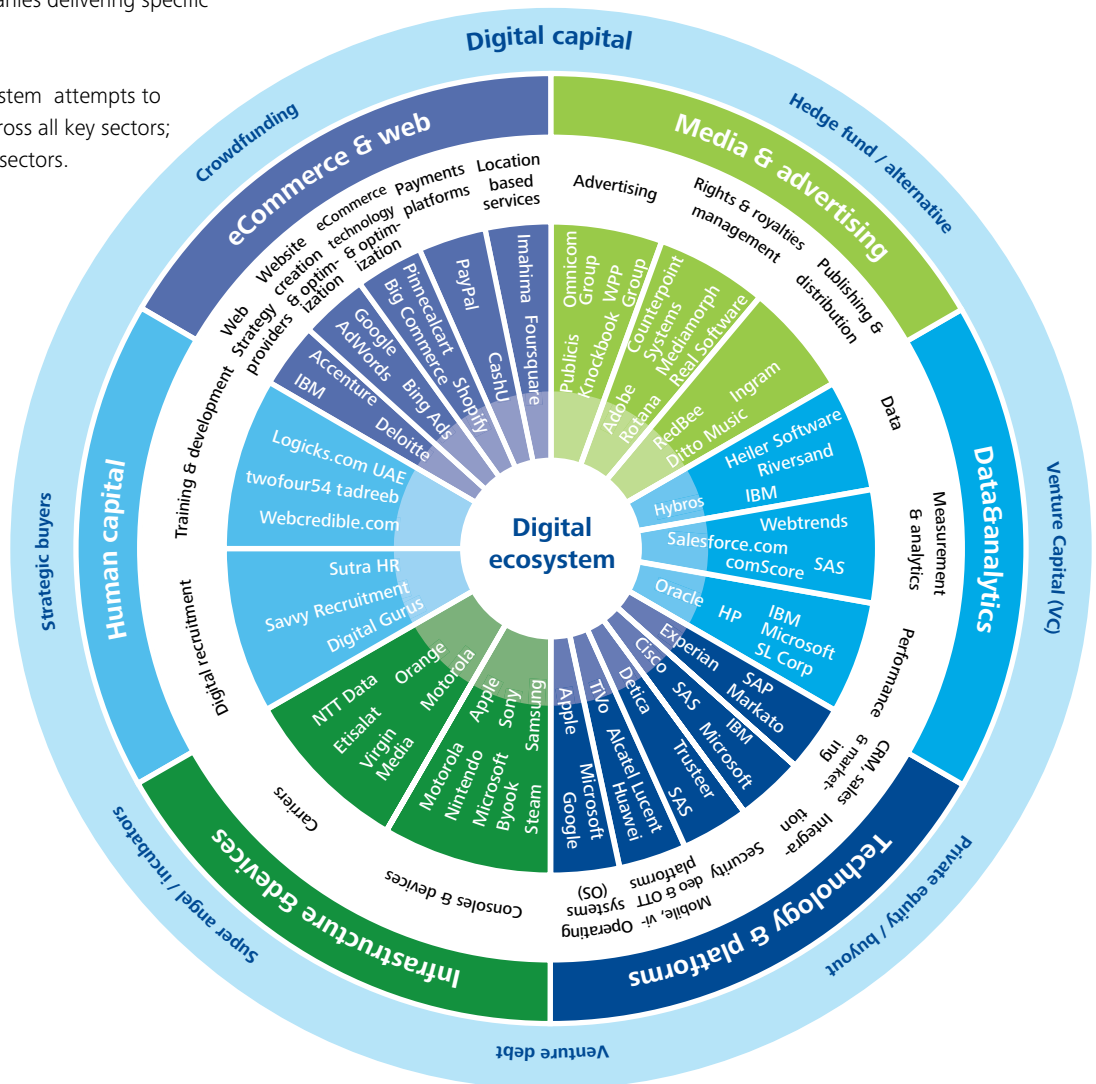 anies delivering specific
stem attempts to
ross all key sectors;
sectors.
Digital capital
Crowdfunding
Hedge fund / alternative
Venture Capital (VC)
Private equity / buyout
Venture debt
Super angel / incubators
Strategic buyers
eCommerce & web
Media & advertising
Data&analytics
Technology & platforms
Infrastructure &devices
Human capital
Digital
ecosystem
Web
Strategy
providers
IBM
Accenture
Deloitte
Website
creation
& optim-
ization
Google
AdWords
Bing Ads
eCommerce
technology
& optim-
ization
Pinnecalcart
Big Commerce
Shopify
Payments
platforms
PayPal
CashU
Location
based
services
Imahima
Foursquare
Advertising
Omnicom
Group
WPP
Group
Publicis
Knockbook
Rights & royalties
management
Counterpoint
Systems
Mediamorph
Real Software
Adobe
Rotana
Publishing &
distribution
Ingram
RedBee
Ditto Music
Data
Heiler Software
Riversand
IBM
Hybros
Measurement
& analytics
Webtrends
Salesforce.com
comScore
SAS
Performance
Oracle
HP
IBM
Microsoft
SL Corp
CRM, sales
& market-
ing
Experian
SAP
Markato
Integra-
tion
Cisco
SAS
IBM
Microsoft
Security
Detica
Trusteer
SAS
Mobile, vi-
deo & OTT
platforms
TiVo
Alcatel Lucent
Huawei
Operating
systems
(OS)
Apple
Microsoft
Google
Consoles & devices
Apple
Sony
Samsung
Motorola
Nintendo
Microsoft
Byook
Steam
Carriers
NTT Data
Orange
Motorola
Etisalat
Virgin
Media
Digital recruitment
Sutra HR
Savvy Recruitment
Digital Gurus
Training & development
Logicks.com UAE
twofour54 tadreeb
Webcredible.com